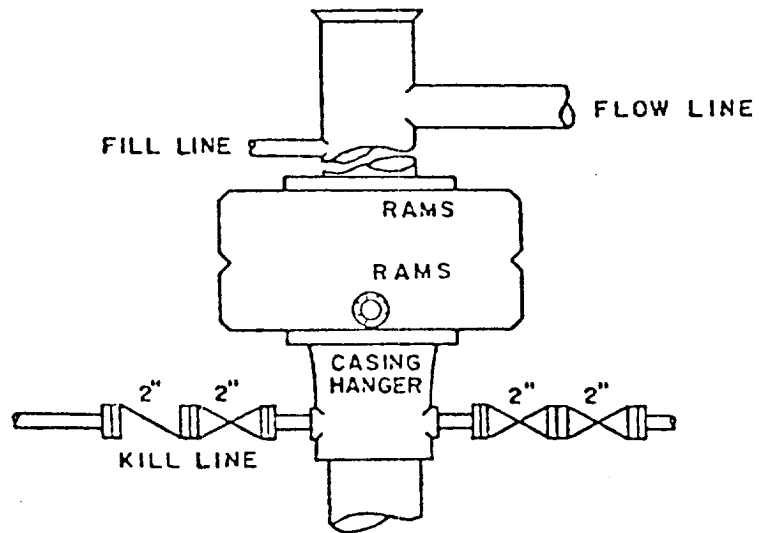 FLOW LINE
FILL LINE
RAMS
RAMS
CASING
HANGER
2" 2" 2" 2"
KILL LINE